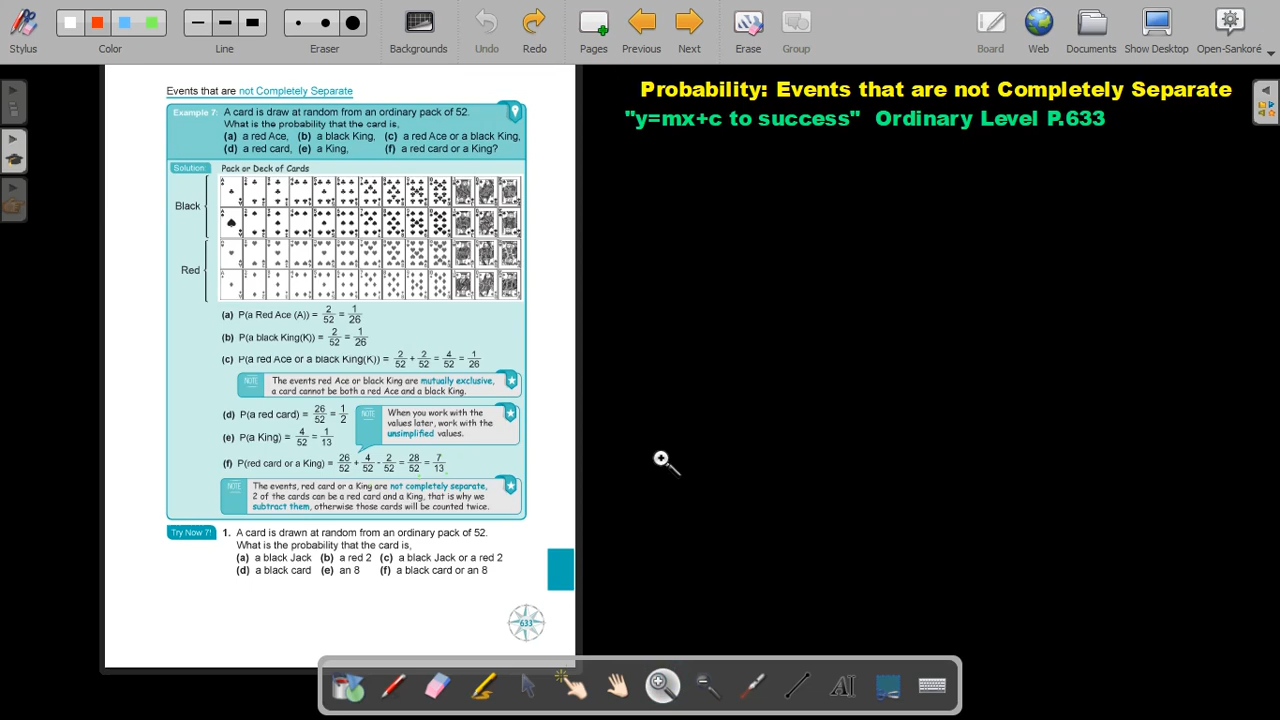 Stylus Color Line Eraser Backgrounds Undo Redo Pages Previous Next Erase Group Board Web Documents Show Desktop Open-Sankoré
Probability: Events that are not Completely Separate
"y=mx+c to success" Ordinary Level P.633
Events that are not Completely Separate
Example 7: A card is draw at random from an ordinary pack of 52.
What is the probability that the card is,
(a) a red Ace, (b) a black King, (c) a red Ace or a black King,
(d) a red card, (e) a King, (f) a red card or a King?
Solution: Pack or Deck of Cards
Black
Red
(a) P(a Red Ace (A)) = 2/52 = 1/26
(b) P(a black King(K)) = 2/52 = 1/26
(c) P(a red Ace or a black King(K)) = 2/52 + 2/52 = 4/52 = 1/26
NOTE The events red Ace or black King are mutually exclusive,
a card cannot be both a red Ace and a black King.
(d) P(a red card) = 26/52 = 1/2
NOTE When you work with the
values later, work with the
unsimplified values.
(e) P(a King) = 4/52 = 1/13
(f) P(red card or a King) = 26/52 + 4/52 - 2/52 = 28/52 = 7/13
NOTE The events, red card or a King are not completely separate,
2 of the cards can be a red card and a King, that is why we
subtract them, otherwise those cards will be counted twice.
Try Now 7! 1. A card is drawn at random from an ordinary pack of 52.
What is the probability that the card is,
(a) a black Jack (b) a red 2 (c) a black Jack or a red 2
(d) a black card (e) an 8 (f) a black card or an 8
633